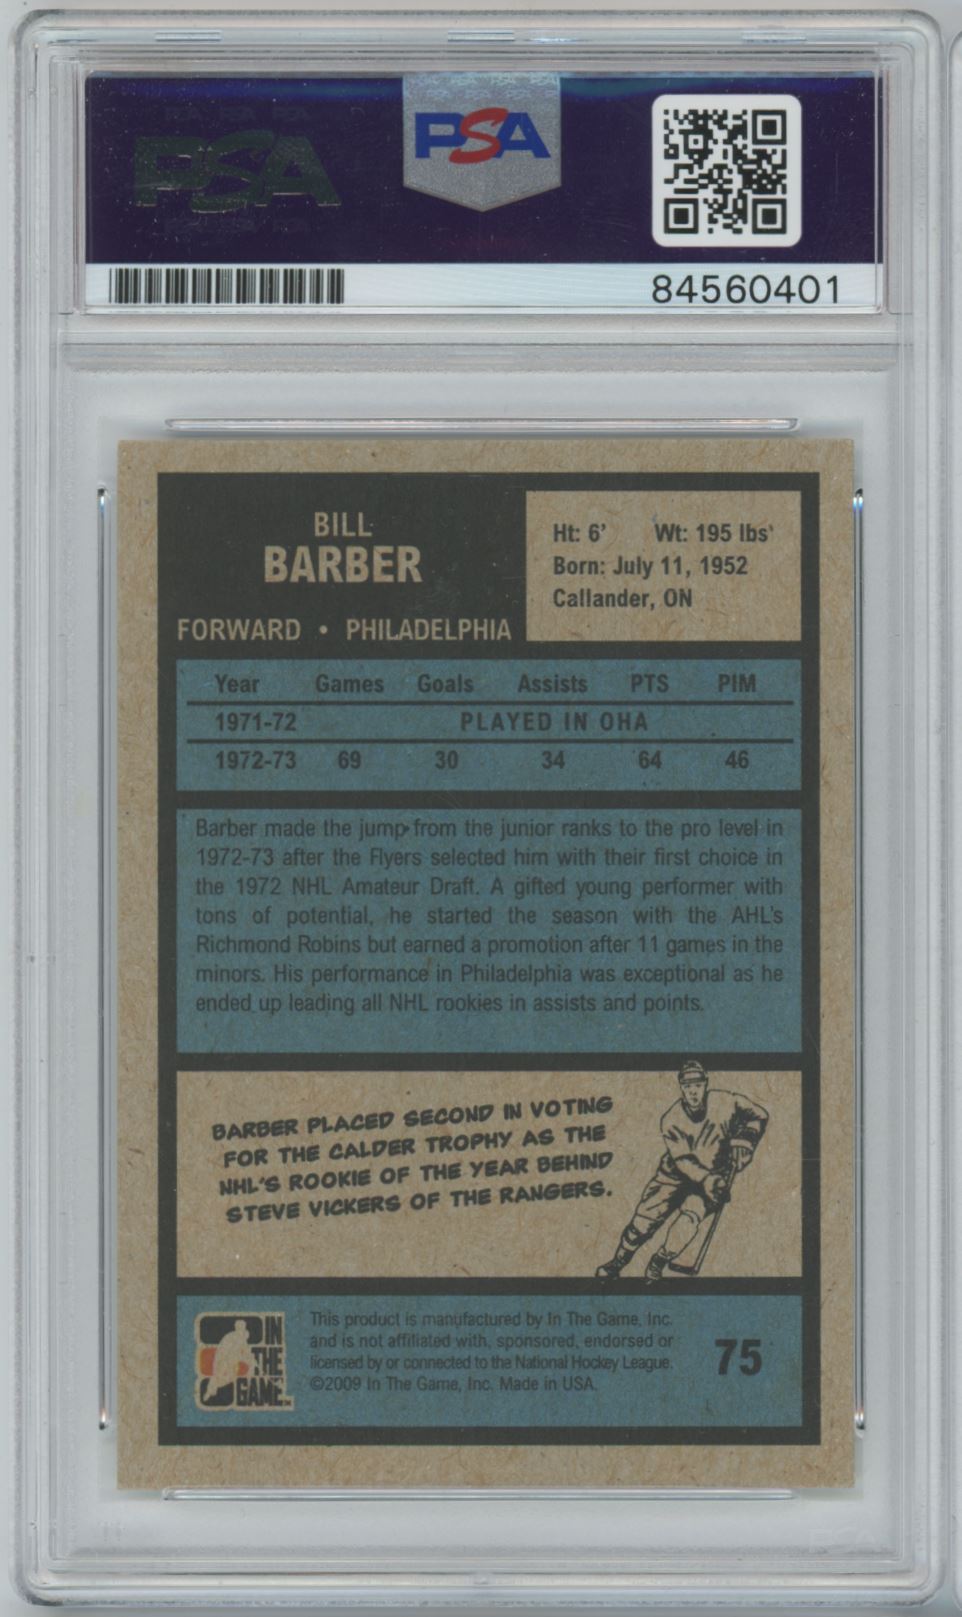 PSA
PSA
84560401
BILL
BARBER
FORWARD • PHILADELPHIA
Ht: 6' Wt: 195 lbs'
Born: July 11, 1952
Callander, ON
Year Games Goals Assists PTS PIM
1971-72 PLAYED IN OHA
1972-73 69 30 34 64 46
Barber made the jump from the junior ranks to the pro level in
1972-73 after the Flyers selected him with their first choice in
the 1972 NHL Amateur Draft. A gifted young performer with
tons of potential, he started the season with the AHL's
Richmond Robins but earned a promotion after 11 games in the
minors. His performance in Philadelphia was exceptional as he
ended up leading all NHL rookies in assists and points.
BARBER PLACED SECOND IN VOTING
FOR THE CALDER TROPHY AS THE
NHL'S ROOKIE OF THE YEAR BEHIND
STEVE VICKERS OF THE RANGERS.
IN
THE
GAME
This product is manufactured by In The Game, Inc.
and is not affiliated with, sponsored, endorsed or
licensed by or connected to the National Hockey League.
©2009 In The Game, Inc. Made in USA.
75